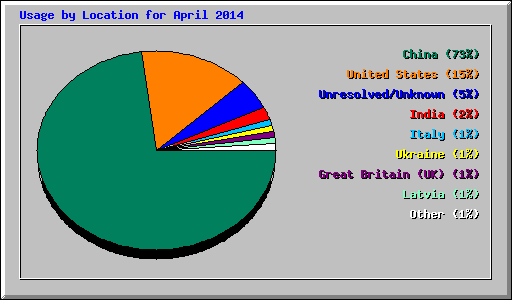 Usage by Location for April 2014
China (73%)
United States (15%)
Unresolved/Unknown (5%)
India (2%)
Italy (1%)
Ukraine (1%)
Great Britain (UK) (1%)
Latvia (1%)
Other (1%)